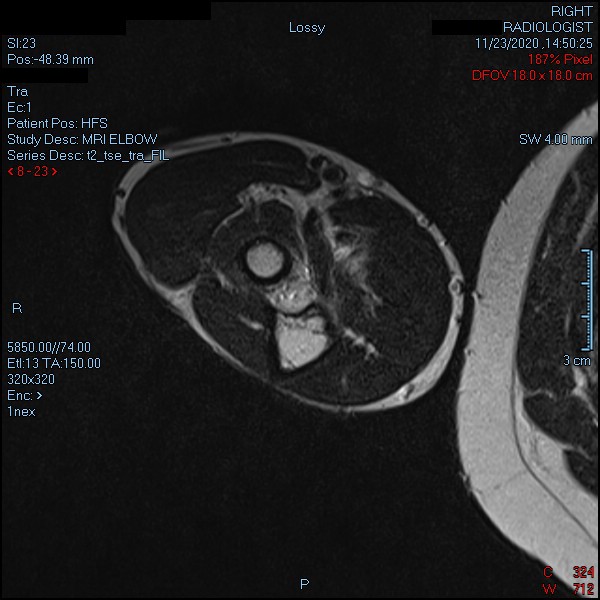 RIGHT
Lossy
RADIOLOGIST
SI:23
11/23/2020 ,14:50:25
Pos:-48.39 mm
187% Pixel
DFOV 18.0 x 18.0 cm
Tra
Ec:1
Patient Pos: HFS
Study Desc: MRI ELBOW
SW 4.00 mm
Series Desc: t2_tse_tra_FIL
< 8 - 23 >
R
5850.00//74.00
Etl:13 TA:150.00
3 cm
320x320
Enc: >
1nex
P
C 324
W 712